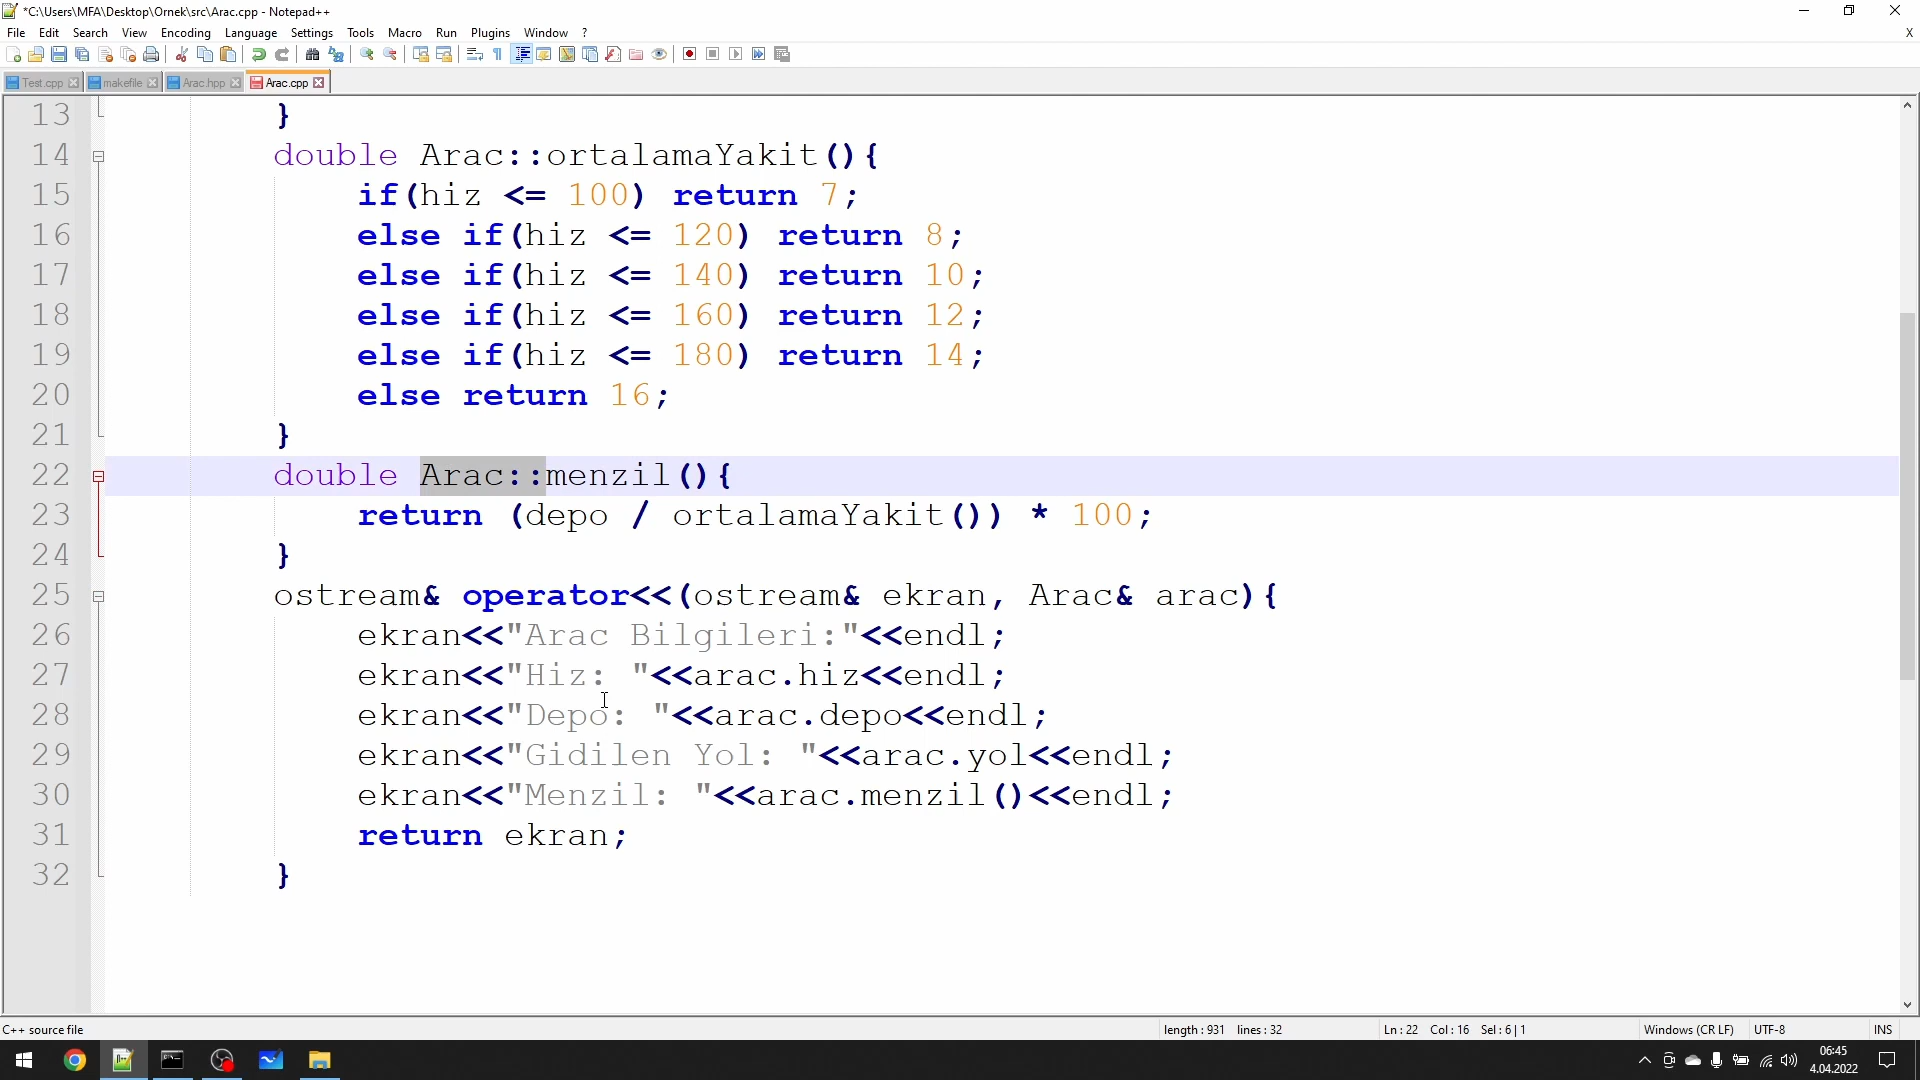 *C:\Users\MFA\Desktop\Ornek\src\Arac.cpp - Notepad++
File Edit Search View Encoding Language Settings Tools Macro Run Plugins Window ? X
Test.cpp makefile Arac.hpp Arac.cpp
13 }
14 double Arac::ortalamaYakit(){
15 if(hiz <= 100) return 7;
16 else if(hiz <= 120) return 8;
17 else if(hiz <= 140) return 10;
18 else if(hiz <= 160) return 12;
19 else if(hiz <= 180) return 14;
20 else return 16;
21 }
22 double Arac::menzil(){
23 return (depo / ortalamaYakit()) * 100;
24 }
25 ostream& operator<<(ostream& ekran, Arac& arac){
26 ekran<<"Arac Bilgileri:"<<endl;
27 ekran<<"Hiz: "<<arac.hiz<<endl;
28 ekran<<"Depo: "<<arac.depo<<endl;
29 ekran<<"Gidilen Yol: "<<arac.yol<<endl;
30 ekran<<"Menzil: "<<arac.menzil()<<endl;
31 return ekran;
32 }
C++ source file length : 931 lines : 32 Ln : 22 Col : 16 Sel : 6 | 1 Windows (CR LF) UTF-8 INS
06:45
4.04.2022